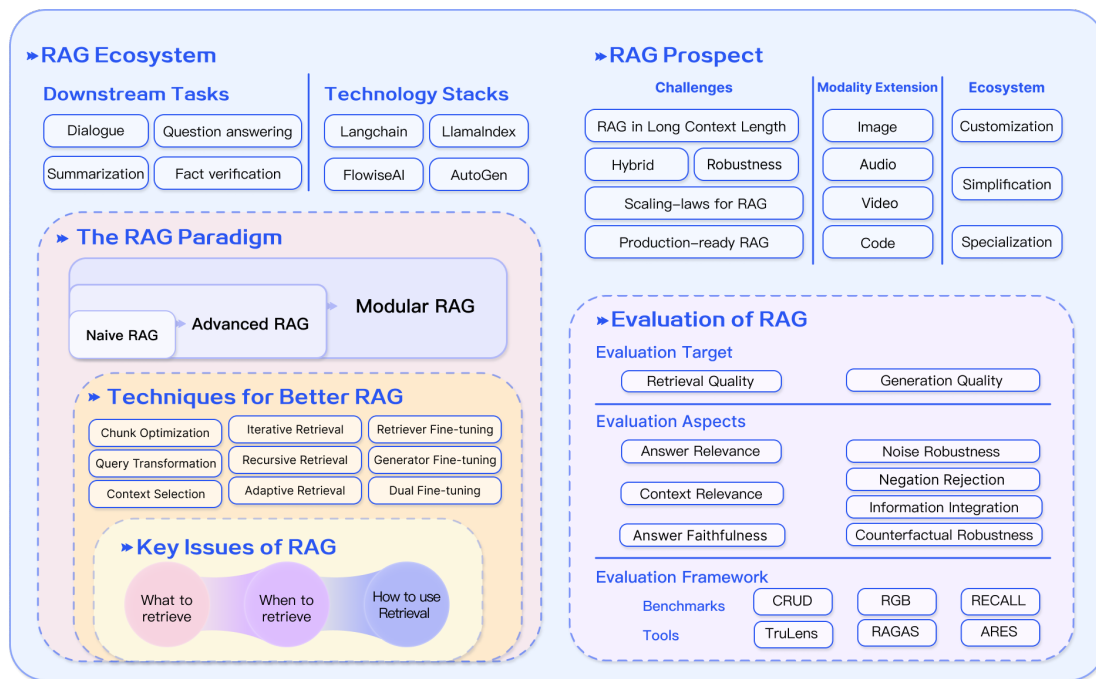 RAG Ecosystem
Downstream Tasks
Dialogue
Question answering
Summarization
Fact verification
Technology Stacks
Langchain
LlamaIndex
FlowiseAI
AutoGen
The RAG Paradigm
Naive RAG
Advanced RAG
Modular RAG
Techniques for Better RAG
Chunk Optimization
Iterative Retrieval
Retriever Fine-tuning
Query Transformation
Recursive Retrieval
Generator Fine-tuning
Context Selection
Adaptive Retrieval
Dual Fine-tuning
Key Issues of RAG
What to
retrieve
When to
retrieve
How to use
Retrieval
RAG Prospect
Challenges
RAG in Long Context Length
Hybrid
Robustness
Scaling-laws for RAG
Production-ready RAG
Modality Extension
Image
Audio
Video
Code
Ecosystem
Customization
Simplification
Specialization
Evaluation of RAG
Evaluation Target
Retrieval Quality
Generation Quality
Evaluation Aspects
Answer Relevance
Context Relevance
Answer Faithfulness
Noise Robustness
Negation Rejection
Information Integration
Counterfactual Robustness
Evaluation Framework
Benchmarks
CRUD
RGB
RECALL
Tools
TruLens
RAGAS
ARES